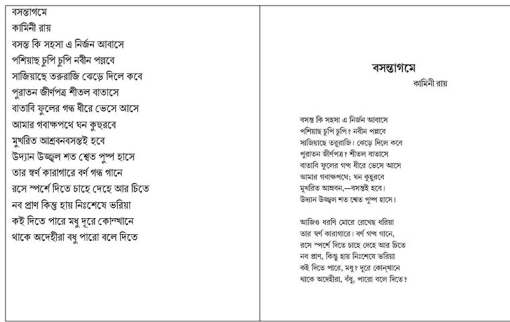 বসন্তাগমে
কামিনী রায়
বসন্ত কি সহসা এ নির্জন আবাসে
পশিয়াছ চুপি চুপি নবীন পল্লবে
সাজিয়াছে তরুরাজি ঝেড়ে দিলে কবে
পুরাতন জীর্ণপত্র শীতল বাতাসে
বাতাবি ফুলের গন্ধ ধীরে ভেসে আসে
আমার গবাক্ষপথে ঘন কুহুরবে
মুখরিত আশ্রবনবসন্তই হবে
উদ্যান উজ্জ্বল শত শ্বেত পুষ্প হাসে
তার স্বর্ণ কারাগারে বর্ণ গন্ধ গানে
রসে স্পর্শে দিতে চাহে দেহে আর চিতে
নব প্রাণ কিন্তু হায় নিঃশেষে ভরিয়া
কই দিতে পারে মধু দূরে কোন্খানে
থাকে অদেহীরা বধু পারো বলে দিতে
বসন্তাগমে
কামিনী রায়
বসন্ত কি সহসা এ নির্জন আবাসে
পশিয়াছ চুপি চুপি? নবীন পল্লবে
সাজিয়াছে তরুরাজি। ঝেড়ে দিলে কবে
পুরাতন জীর্ণপত্র? শীতল বাতাসে
বাতাবি ফুলের গন্ধ ধীরে ভেসে আসে
আমার গবাক্ষপথে; ঘন কুহুরবে
মুখরিত আম্রবন,—বসন্তই হবে।
উদ্যান উজ্জ্বল শত শ্বেত পুষ্প হাসে।
আজিও ধরণি মোরে রেখেছ ধরিয়া
তার স্বর্ণ কারাগারে। বর্ণ গন্ধ গানে,
রসে স্পর্শে দিতে চাহে দেহে আর চিতে
নব প্রাণ, কিন্তু হায় নিঃশেষে ভরিয়া
কই দিতে পারে, মধু? দূরে কোন্‌খানে
থাকে অদেহীরা, বঁধু, পারো বলে দিতে?